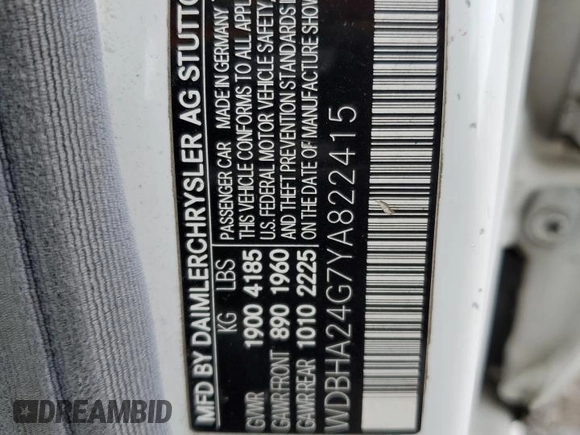 MFD BY DAIMLERCHRYSLER AG STUTTG
KG LBS
GVWR 1900 4185
GAWR FRONT 890 1960
GAWR REAR 1010 2225
PASSENGER CAR MADE IN GERMANY
THIS VEHICLE CONFORMS TO ALL APPL
U.S. FEDERAL MOTOR VEHICLE SAFETY,
AND THEFT PREVENTION STANDARDS
ON THE DATE OF MANUFACTURE SHOW
WDBHA24G7YA822415
AUTOBIDCAR.COM